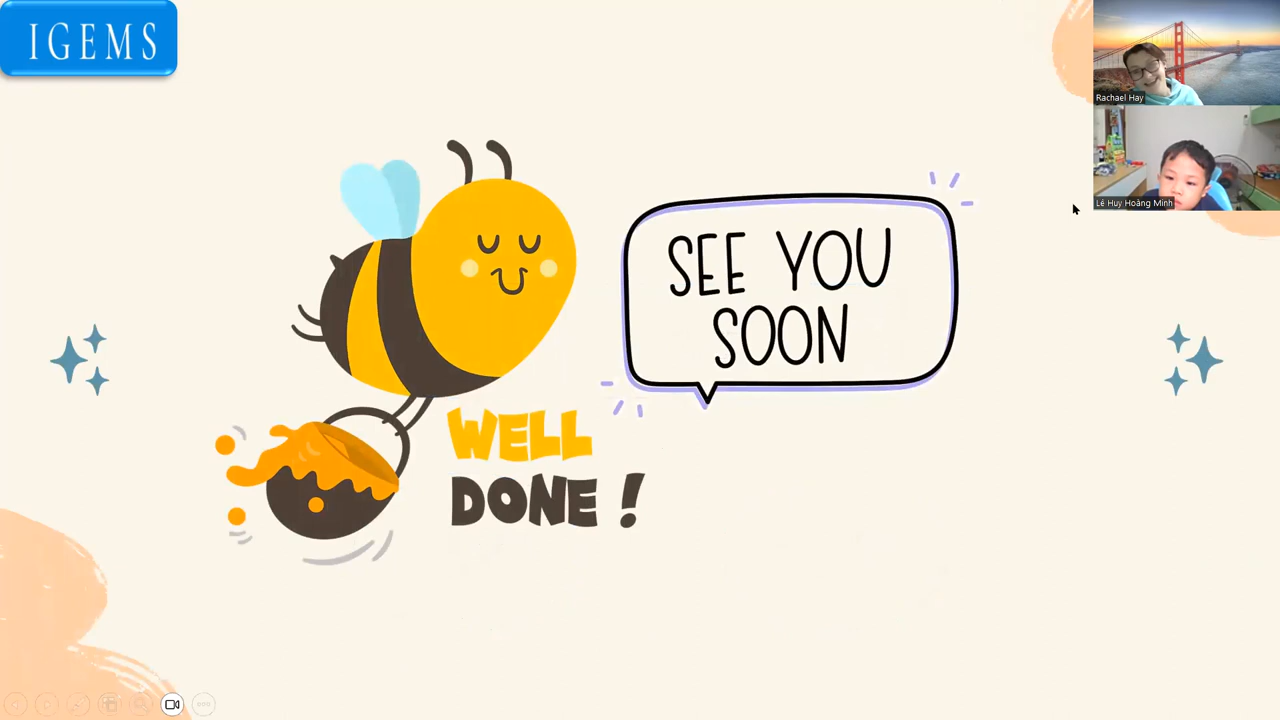 IGEMS
Rachael Hay
Lê Huy Hoàng Minh
SEE YOU
SOON
WELL
DONE !